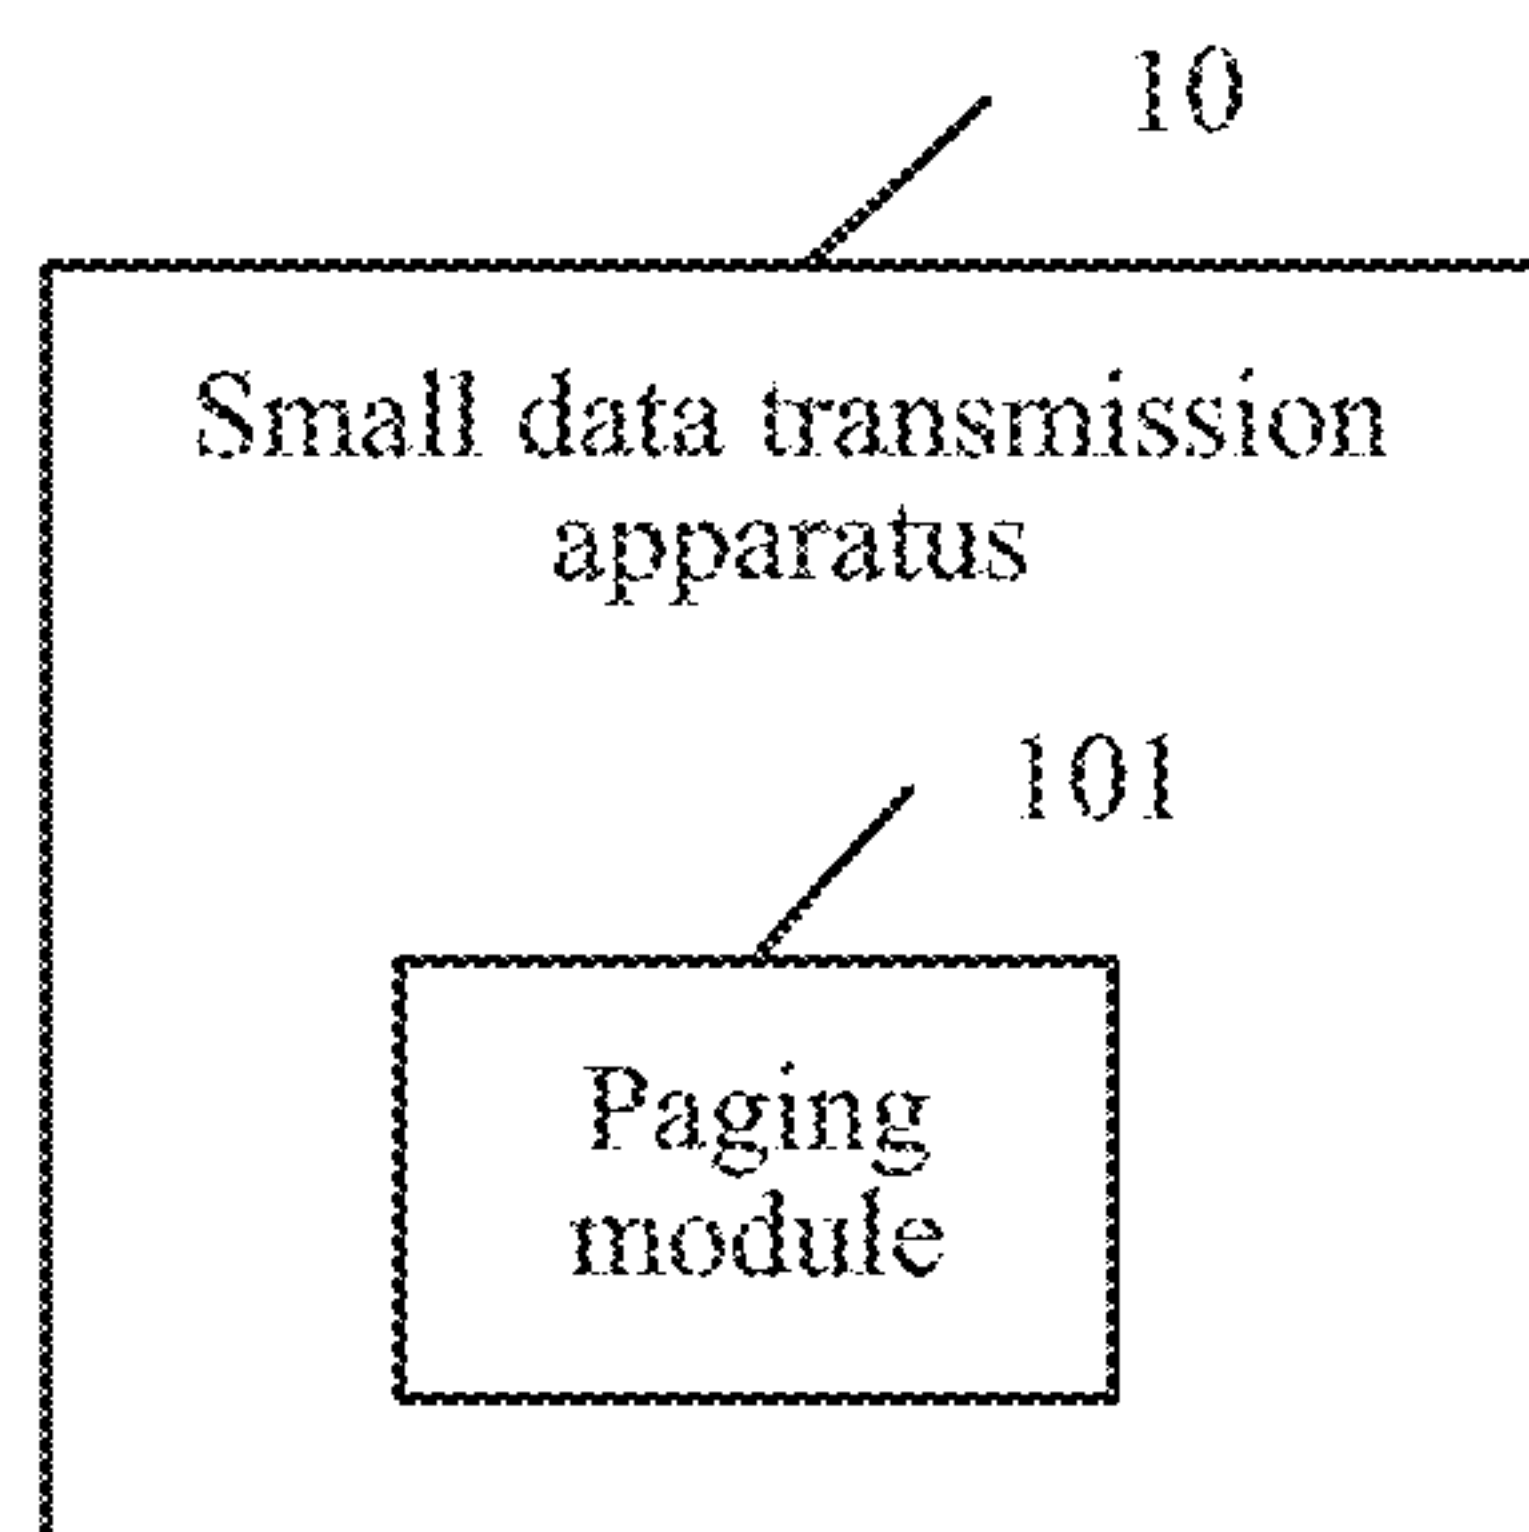 10
Small data transmission
apparatus
101
Paging
module